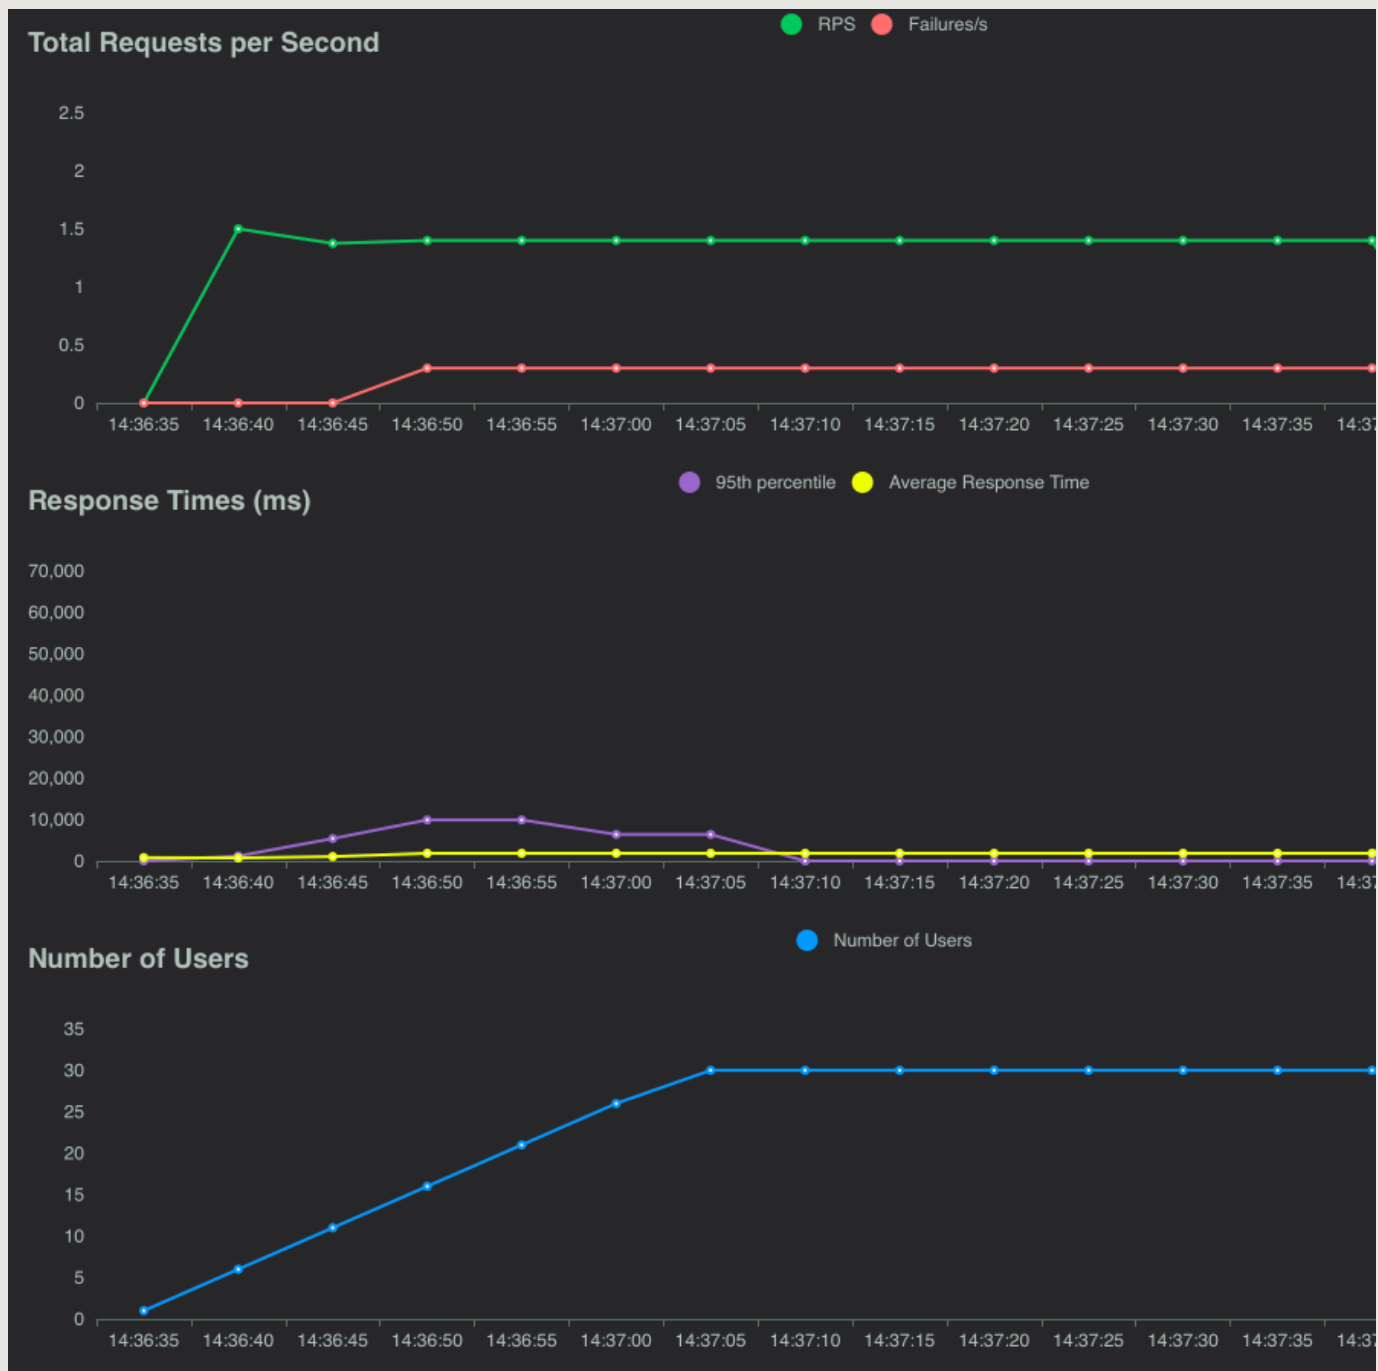 RPS Failures/s
Total Requests per Second
2.5
2
1.5
1
0.5
0
14:36:35 14:36:40 14:36:45 14:36:50 14:36:55 14:37:00 14:37:05 14:37:10 14:37:15 14:37:20 14:37:25 14:37:30 14:37:35 14:37
95th percentile Average Response Time
Response Times (ms)
70,000
60,000
50,000
40,000
30,000
20,000
10,000
0
14:36:35 14:36:40 14:36:45 14:36:50 14:36:55 14:37:00 14:37:05 14:37:10 14:37:15 14:37:20 14:37:25 14:37:30 14:37:35 14:37
Number of Users
Number of Users
35
30
25
20
15
10
5
0
14:36:35 14:36:40 14:36:45 14:36:50 14:36:55 14:37:00 14:37:05 14:37:10 14:37:15 14:37:20 14:37:25 14:37:30 14:37:35 14:37